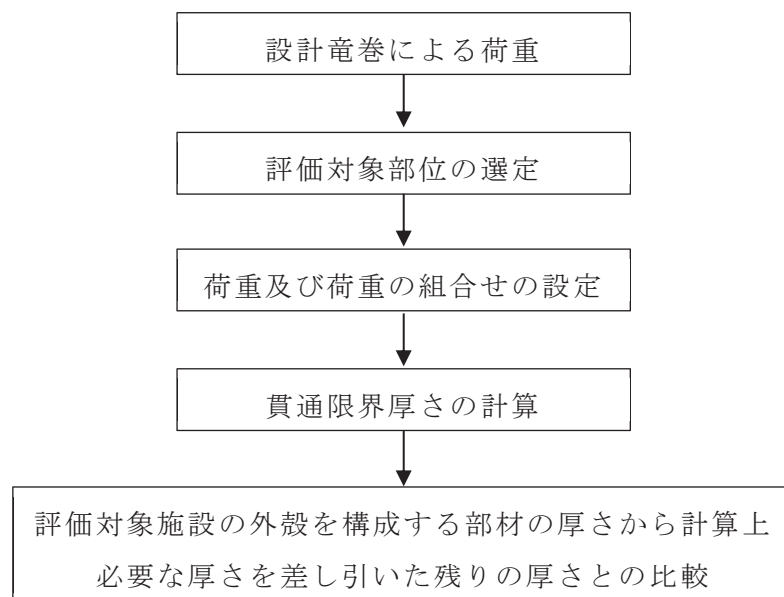 設計竜巻による荷重
評価対象部位の選定
荷重及び荷重の組合せの設定
貫通限界厚さの計算
評価対象施設の外殻を構成する部材の厚さから計算上
必要な厚さを差し引いた残りの厚さとの比較